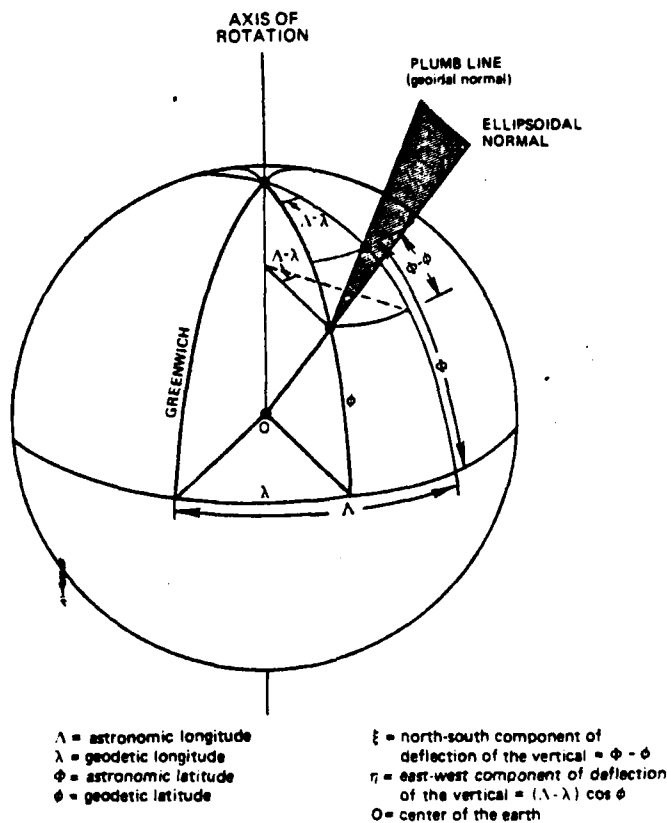 AXIS OF
ROTATION
PLUMB LINE
(geoidal normal)
ELLIPSOIDAL
NORMAL
Λ-λ
Λ-λ
Φ-ϕ
GREENWICH
ϕ
Φ
O
λ
Λ
Λ = astronomic longitude
λ = geodetic longitude
Φ = astronomic latitude
ϕ = geodetic latitude
ξ = north-south component of
deflection of the vertical = Φ - ϕ
η = east-west component of deflection
of the vertical = (Λ-λ) cos ϕ
O = center of the earth